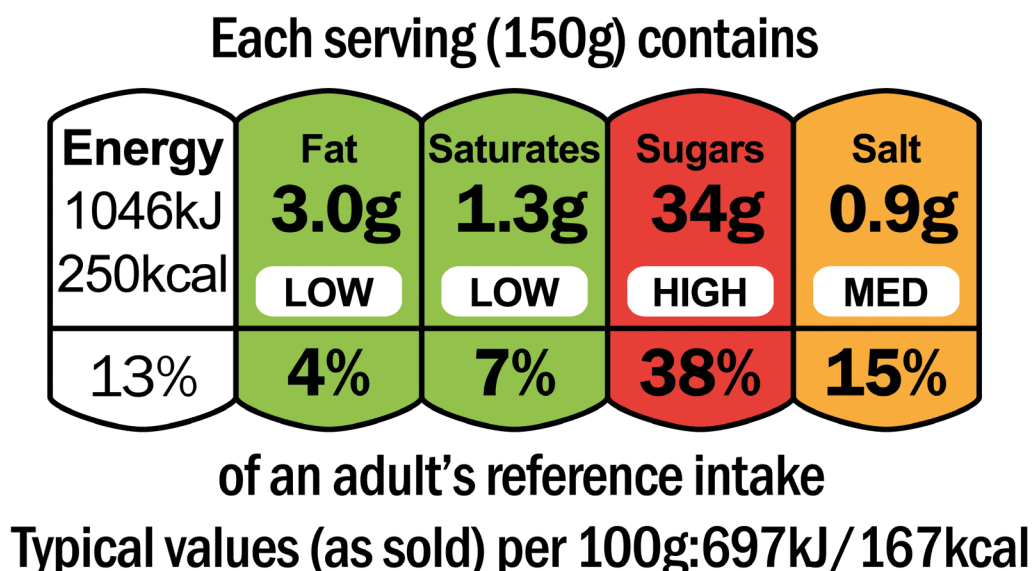 Each serving (150g) contains
Energy
1046kJ
250kcal
13%
Fat
3.0g
LOW
4%
Saturates
1.3g
LOW
7%
Sugars
34g
HIGH
38%
Salt
0.9g
MED
15%
of an adult's reference intake
Typical values (as sold) per 100g:697kJ/167kcal